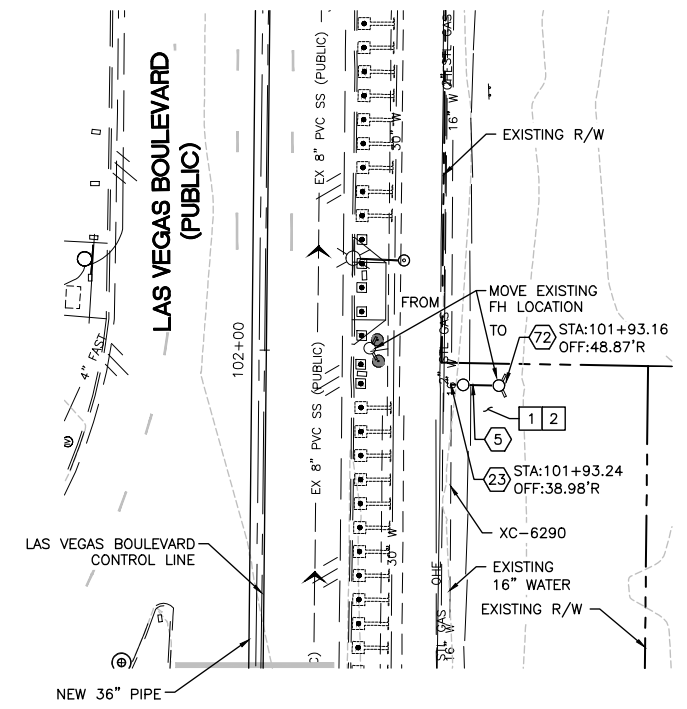 LAS VEGAS BOULEVARD
(PUBLIC)
EX 8" PVC SS (PUBLIC)
30" W
16" W
EXISTING R/W
FROM
MOVE EXISTING
FH LOCATION
TO
72
STA:101+93.16
OFF:48.87'R
102+00
4" FAST
EX 8" PVC SS (PUBLIC)
1 2
5
23
STA:101+93.24
OFF:38.98'R
XC-6290
30" W
OHE
LAS VEGAS BOULEVARD
CONTROL LINE
EXISTING
16" WATER
EXISTING R/W
STL GAS
16" W
C)
NEW 36" PIPE